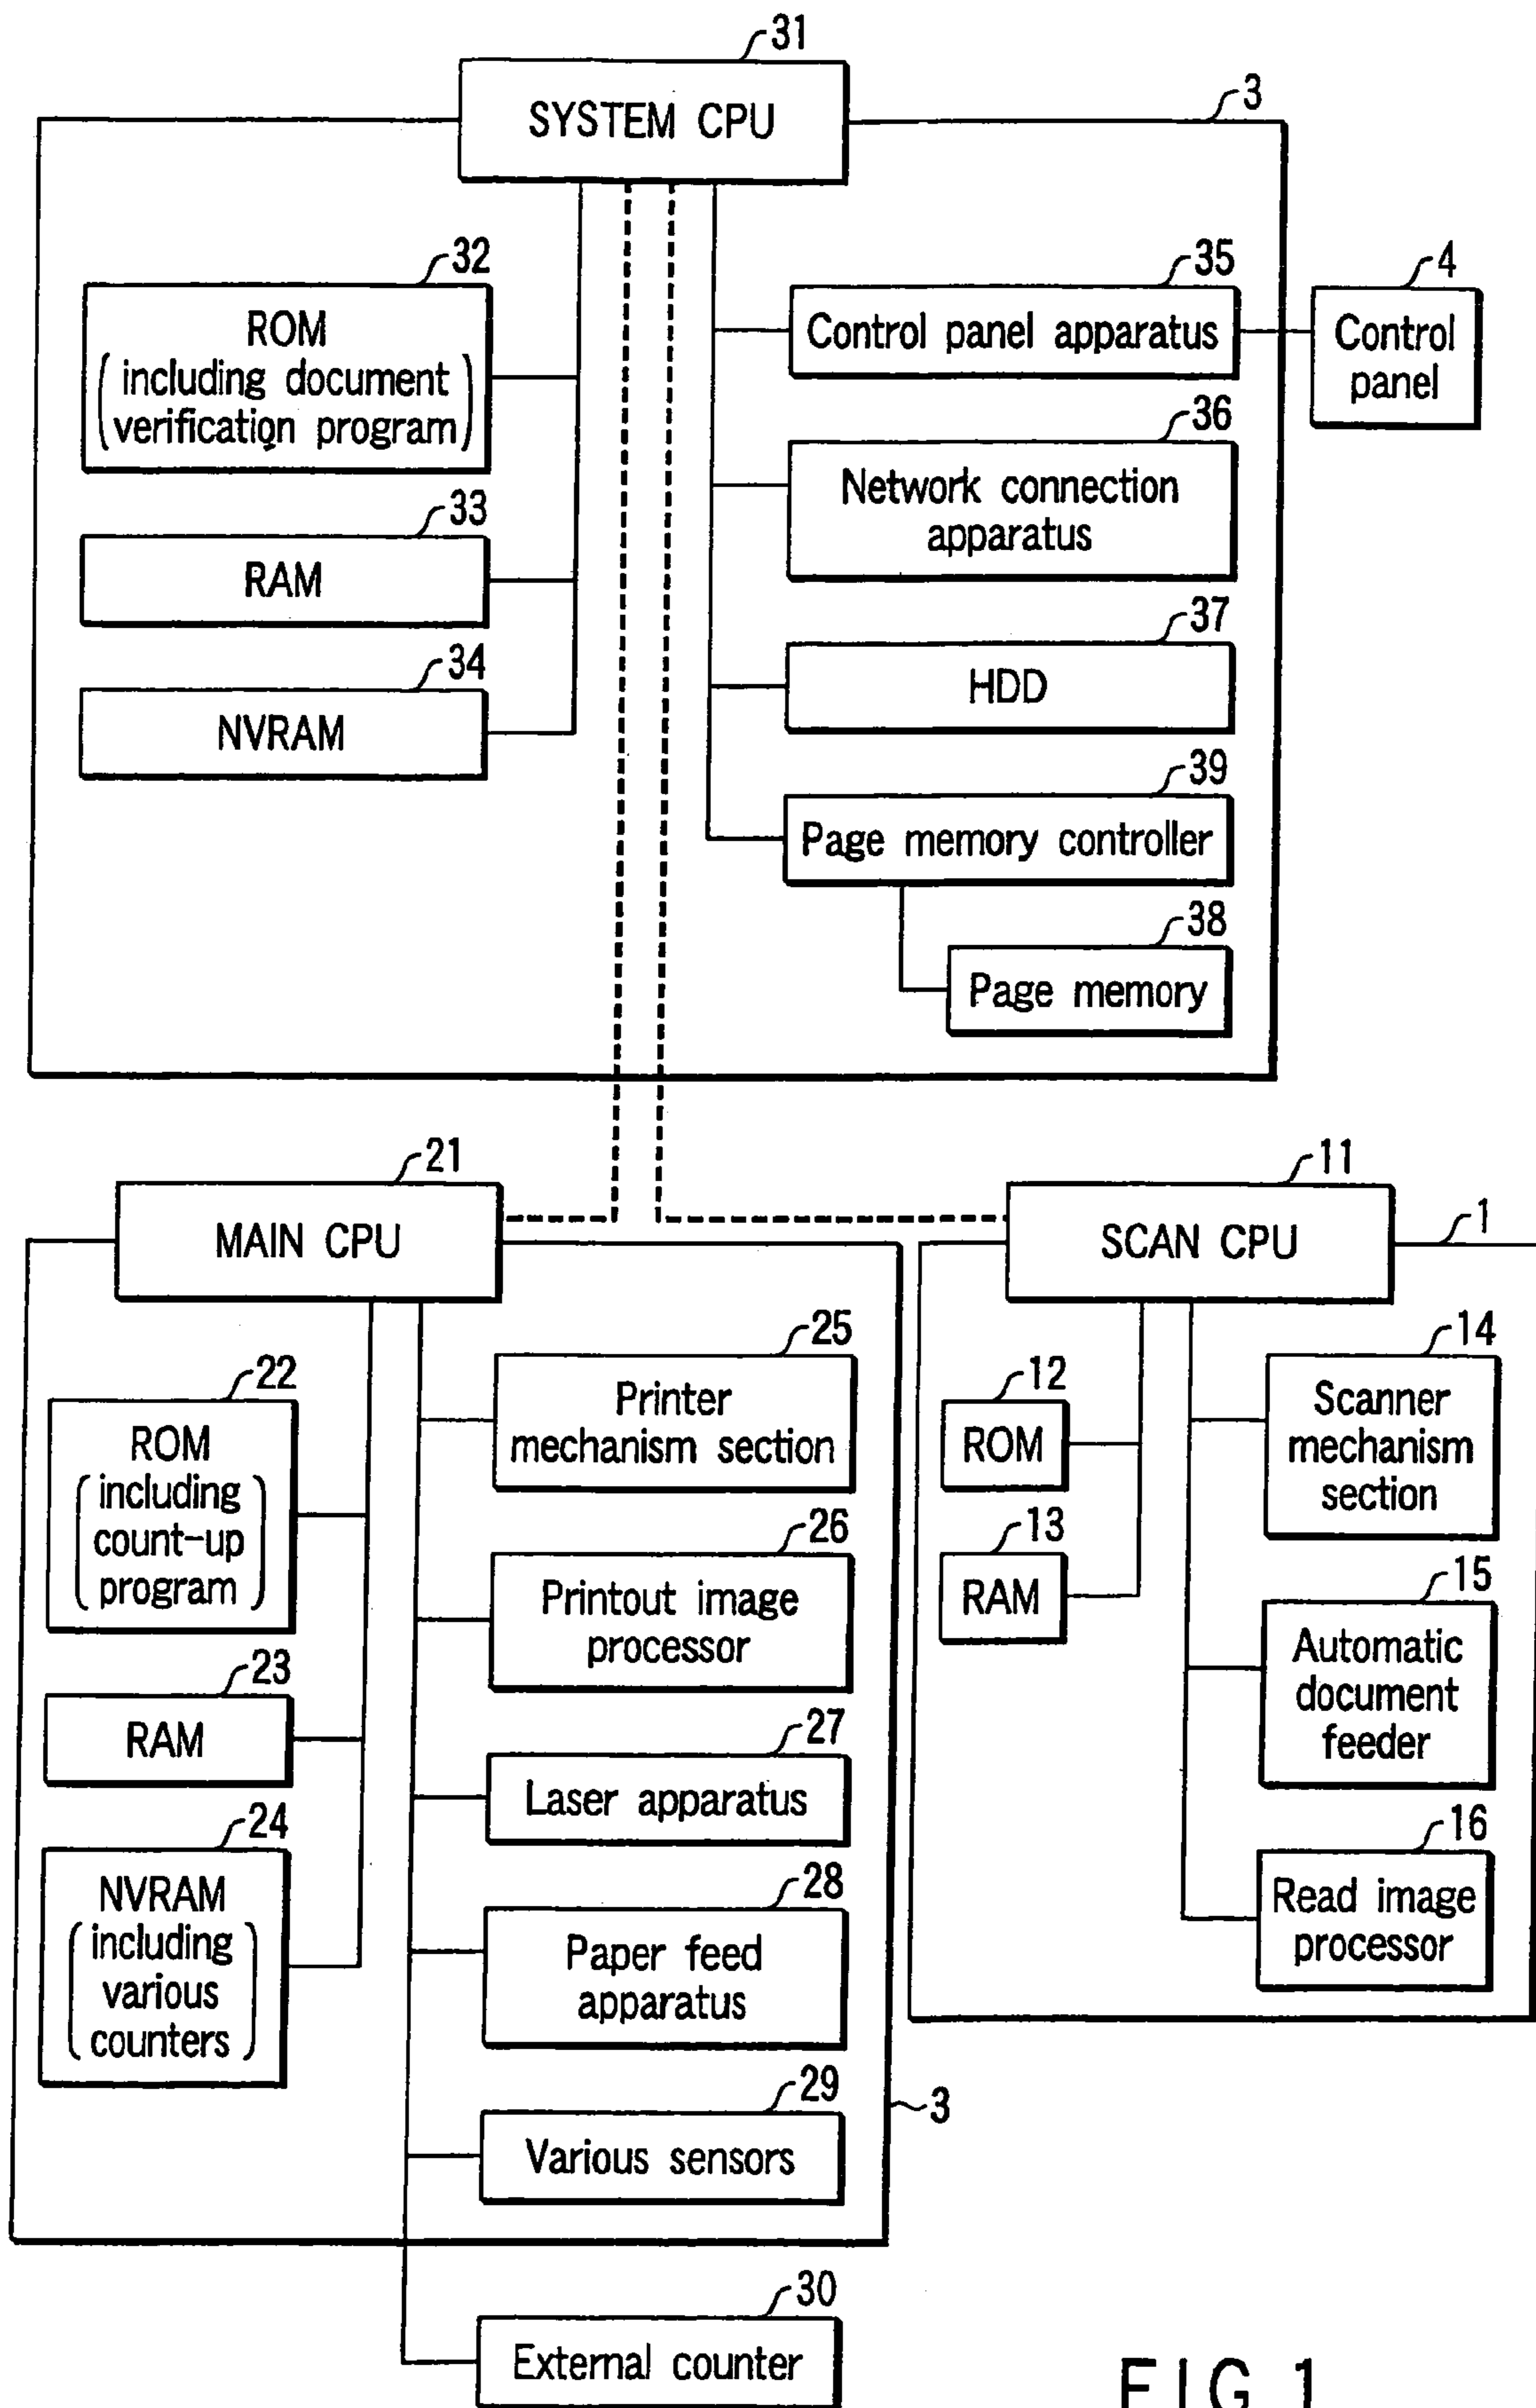 31
SYSTEM CPU
3
32
ROM
(including document
verification program)
33
RAM
34
NVRAM
35
Control panel apparatus
4
Control
panel
36
Network connection
apparatus
37
HDD
39
Page memory controller
38
Page memory
21
MAIN CPU
22
ROM
(including
count-up
program)
23
RAM
24
NVRAM
(including
various
counters)
25
Printer
mechanism section
26
Printout image
processor
27
Laser apparatus
28
Paper feed
apparatus
29
Various sensors
3
30
External counter
11
SCAN CPU
1
12
ROM
13
RAM
14
Scanner
mechanism
section
15
Automatic
document
feeder
16
Read image
processor
FIG. 1